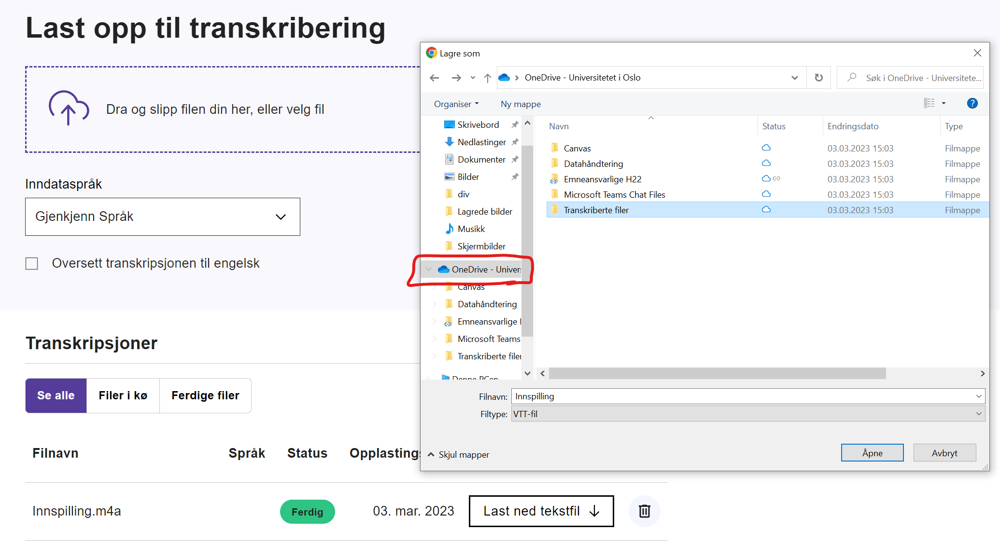 Last opp til transkribering
Dra og slipp filen din her, eller velg fil
Inndataspråk
Gjenkjenn Språk
Oversett transkripsjonen til engelsk
Transkripsjoner
Se alle Filer i kø Ferdige filer
Filnavn Språk Status Opplastings
Innspilling.m4a Ferdig 03. mar. 2023 Last ned tekstfil
Lagre som
OneDrive - Universitetet i Oslo Søk i OneDrive - Universitete...
Organiser Ny mappe ?
Skrivebord
Nedlastinger
Dokumenter
Bilder
div
Lagrede bilder
Musikk
Skjermbilder
OneDrive - Univer
Canvas
Datahåndtering
Emneansvarlige
Microsoft Teams
Transkriberte filer
Denne PCen
Navn Status Endringsdato Type
Canvas 03.03.2023 15:03 Filmappe
Datahåndtering 03.03.2023 15:03 Filmappe
Emneansvarlige H22 03.03.2023 15:03 Filmappe
Microsoft Teams Chat Files 03.03.2023 15:03 Filmappe
Transkriberte filer 03.03.2023 15:03 Filmappe
Filnavn: Innspilling
Filtype: VTT-fil
Skjul mapper Åpne Avbryt